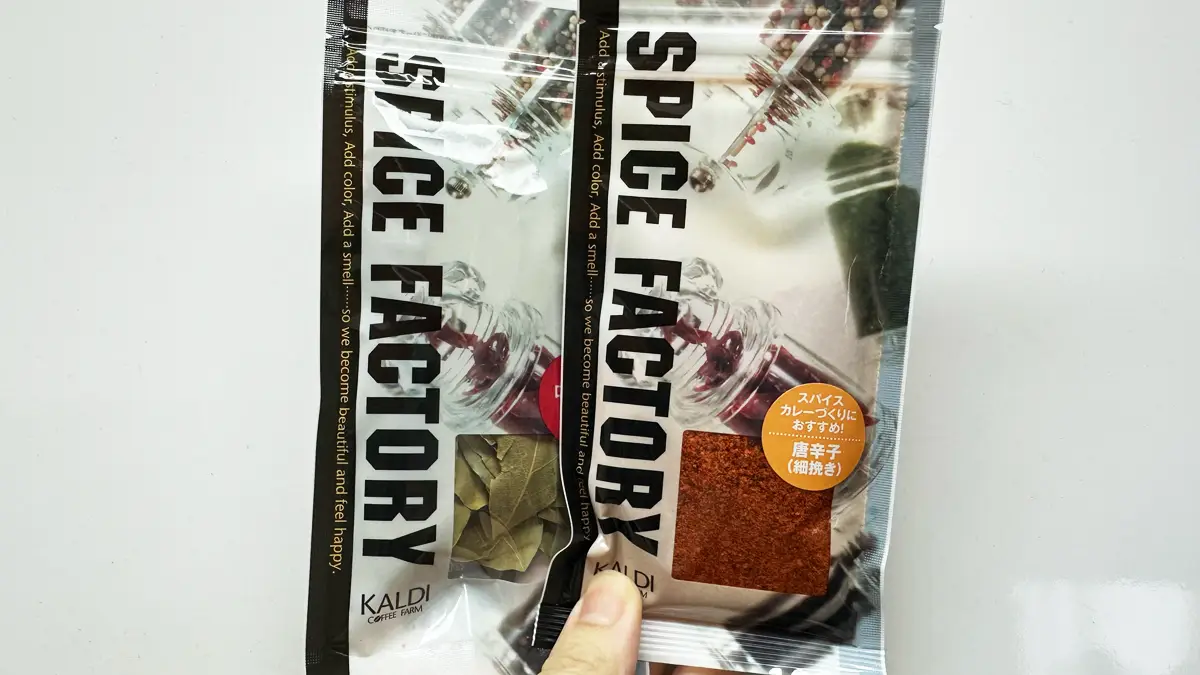 Add stimulus, Add color, Add a smell……so we become beautiful and feel happy.
SPICE FACTORY
KALDI
COFFEE FARM
Add stimulus, Add color, Add a smell……so we become beautiful and feel happy.
SPICE FACTORY
スパイス
カレーづくりに
おすすめ!
唐辛子
(細挽き)
KALDI